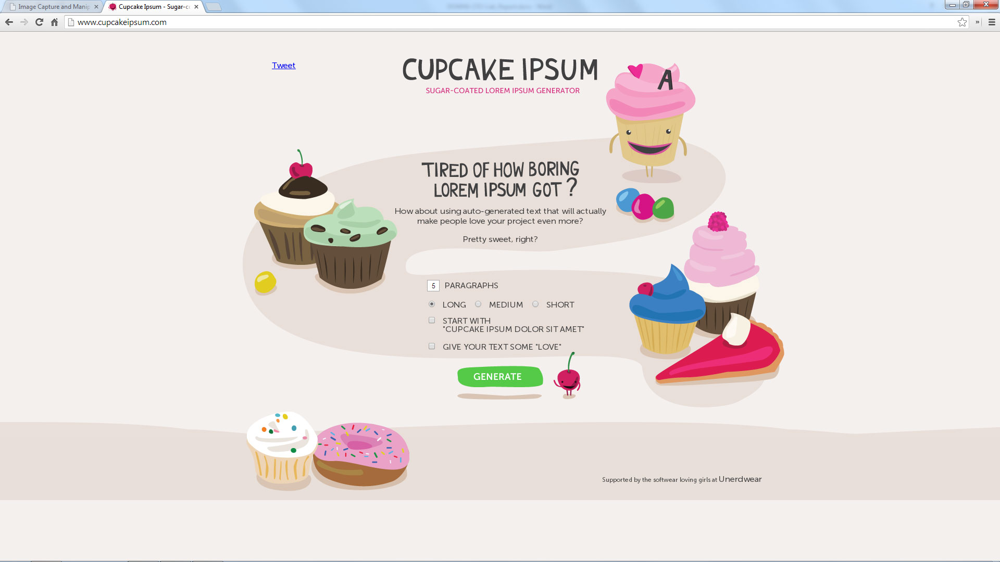 Image Capture and Manip
Cupcake Ipsum - Sugar-c
www.cupcakeipsum.com
Tweet
CUPCAKE IPSUM
SUGAR-COATED LOREM IPSUM GENERATOR
A
TIRED OF HOW BORING
LOREM IPSUM GOT ?
How about using auto-generated text that will actually
make people love your project even more?
Pretty sweet, right?
5 PARAGRAPHS
LONG MEDIUM SHORT
START WITH
"CUPCAKE IPSUM DOLOR SIT AMET"
GIVE YOUR TEXT SOME "LOVE"
GENERATE
Supported by the softwear loving girls at Unerdwear